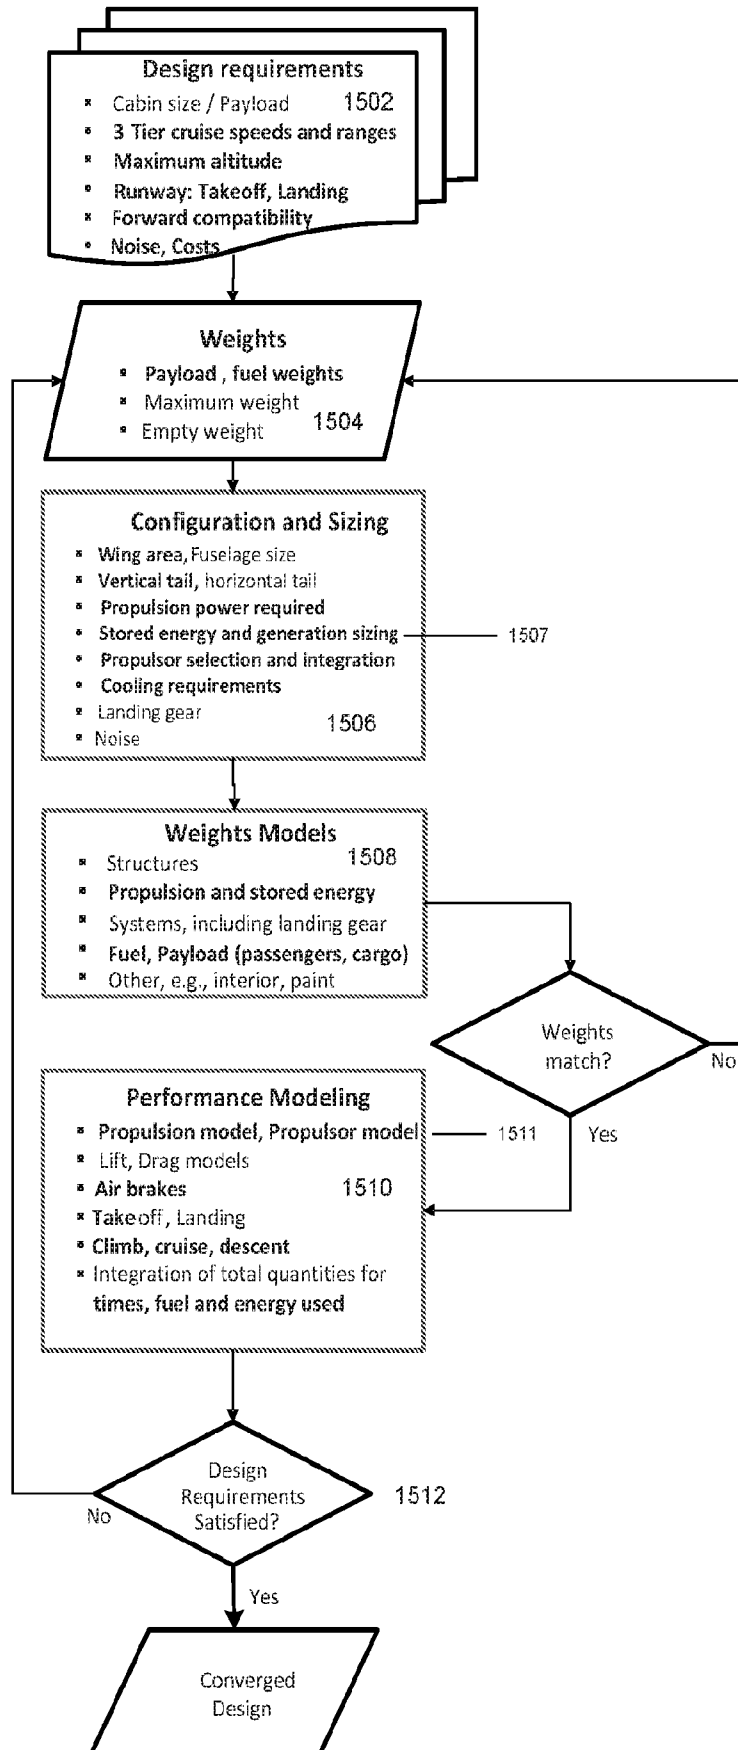 Design requirements
Cabin size / Payload 1502
3 Tier cruise speeds and ranges
Maximum altitude
Runway: Takeoff, Landing
Forward compatibility
Noise, Costs
Weights
Payload , fuel weights
Maximum weight
Empty weight 1504
Configuration and Sizing
Wing area, Fuselage size
Vertical tail, horizontal tail
Propulsion power required
Stored energy and generation sizing 1507
Propulsor selection and integration
Cooling requirements
Landing gear 1506
Noise
Weights Models
Structures 1508
Propulsion and stored energy
Systems, including landing gear
Fuel, Payload (passengers, cargo)
Other, e.g., interior, paint
Weights
match?
No
Yes
Performance Modeling
Propulsion model, Propulsor model 1511
Lift, Drag models
Air brakes 1510
Takeoff, Landing
Climb, cruise, descent
Integration of total quantities for
times, fuel and energy used
Design
Requirements
Satisfied?
1512
No
Yes
Converged
Design